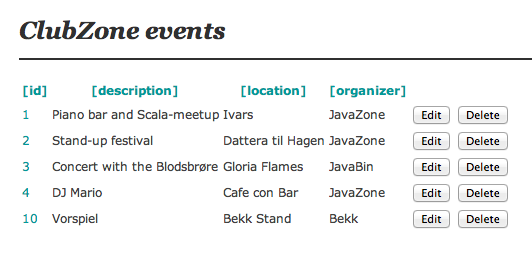 ClubZone events
[id] [description] [location] [organizer]
1 Piano bar and Scala-meetup Ivars JavaZone Edit Delete
2 Stand-up festival Dattera til Hagen JavaZone Edit Delete
3 Concert with the Blodsbrøre Gloria Flames JavaBin Edit Delete
4 DJ Mario Cafe con Bar JavaZone Edit Delete
10 Vorspiel Bekk Stand Bekk Edit Delete